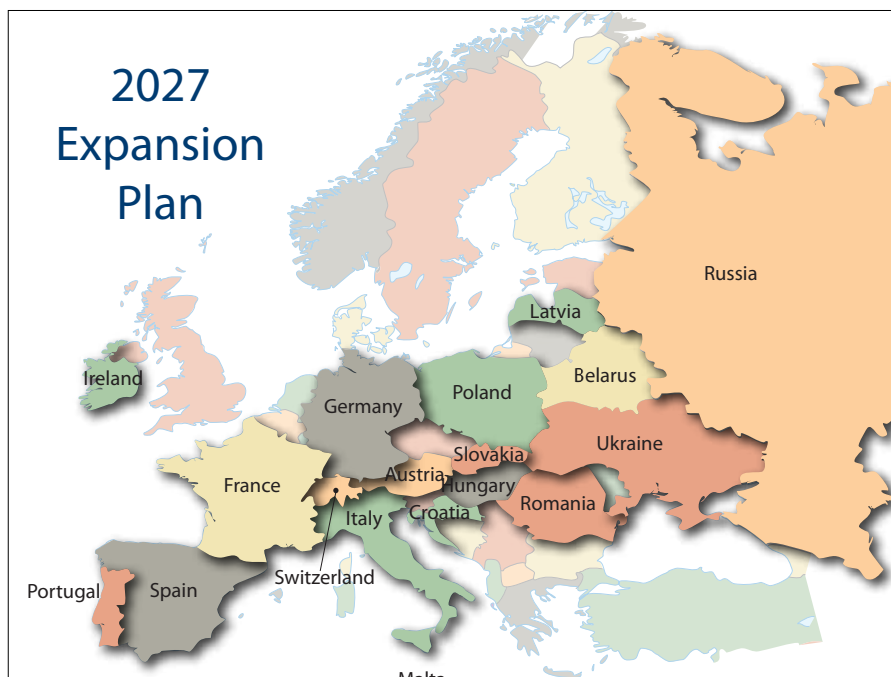 2027
Expansion
Plan
Russia
Latvia
Ireland
Belarus
Poland
Germany
Ukraine
Slovakia
Austria
France
Hungary
Romania
Croatia
Italy
Switzerland
Portugal
Spain
Malta